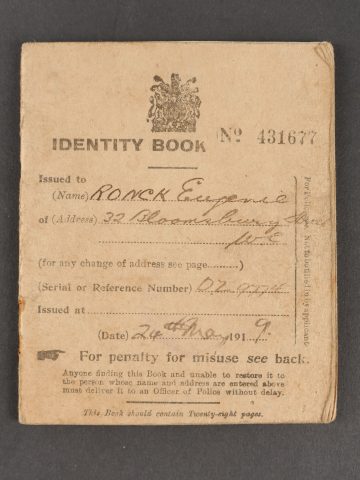 IDENTITY BOOK Nº 431677
Issued to
(Name) RONCK Eugenie
of (Address) 32 Bloomsbury Street
W.C
(for any change of address see page.........)
(Serial or Reference Number)
Issued at
(Date) 24th May 1919.
For penalty for misuse see back.
Anyone finding this Book and unable to restore it to
the person whose name and address are entered above
must deliver it to an Officer of Police without delay.
This Book should contain Twenty-eight pages.